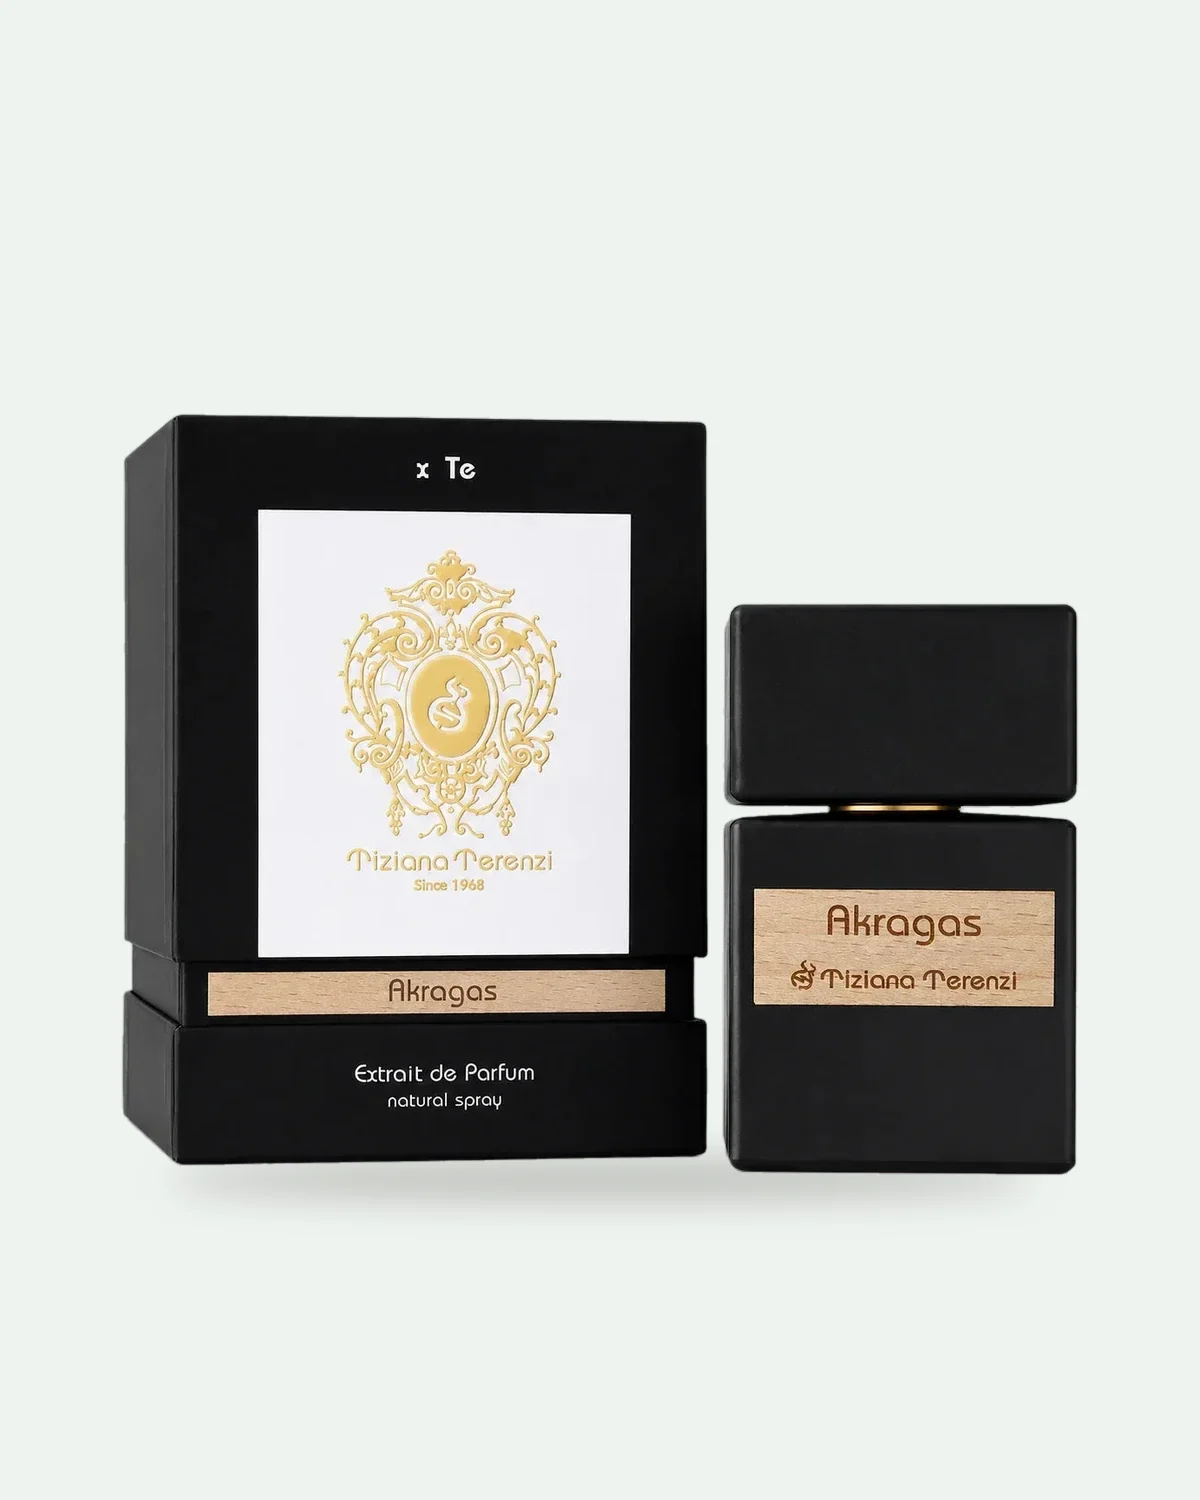 x Te
Tiziana Terenzi
Since 1968
Akragas
Extrait de Parfum
natural spray
Akragas
Tiziana Terenzi